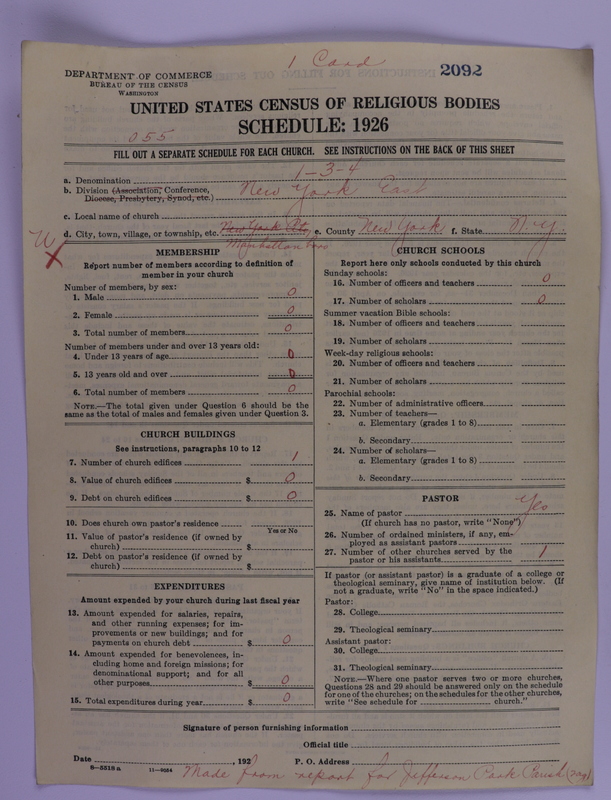 1 Card
2092
DEPARTMENT OF COMMERCE
BUREAU OF THE CENSUS
WASHINGTON
UNITED STATES CENSUS OF RELIGIOUS BODIES
SCHEDULE: 1926
055
FILL OUT A SEPARATE SCHEDULE FOR EACH CHURCH. SEE INSTRUCTIONS ON THE BACK OF THIS SHEET
a. Denomination 1-3-4
b. Division (Association, Conference, Diocese, Presbytery, Synod, etc.) New York East
c. Local name of church
d. City, town, village, or township, etc. New York City e. County New York f. State N.Y.
Manhattan boro
W
X
MEMBERSHIP
Report number of members according to definition of
member in your church
Number of members, by sex:
1. Male 0
2. Female 0
3. Total number of members 0
Number of members under and over 13 years old:
4. Under 13 years of age 0
5. 13 years old and over 0
6. Total number of members 0
NOTE.—The total given under Question 6 should be the
same as the total of males and females given under Question 3.
CHURCH BUILDINGS
See instructions, paragraphs 10 to 12
7. Number of church edifices 1
8. Value of church edifices $ 0
9. Debt on church edifices $ 0
10. Does church own pastor's residence
Yes or No
11. Value of pastor's residence (if owned by
church) $
12. Debt on pastor's residence (if owned by
church) $
EXPENDITURES
Amount expended by your church during last fiscal year
13. Amount expended for salaries, repairs,
and other running expenses; for im-
provements or new buildings; and for
payments on church debt $ 0
14. Amount expended for benevolences, in-
cluding home and foreign missions; for
denominational support; and for all
other purposes $ 0
15. Total expenditures during year $ 0
CHURCH SCHOOLS
Report here only schools conducted by this church
Sunday schools:
16. Number of officers and teachers 0
17. Number of scholars 0
Summer vacation Bible schools:
18. Number of officers and teachers
19. Number of scholars
Week-day religious schools:
20. Number of officers and teachers
21. Number of scholars
Parochial schools:
22. Number of administrative officers
23. Number of teachers—
a. Elementary (grades 1 to 8)
b. Secondary
24. Number of scholars—
a. Elementary (grades 1 to 8)
b. Secondary
PASTOR
25. Name of pastor Yes
(If church has no pastor, write "None")
26. Number of ordained ministers, if any, em-
ployed as assistant pastors
27. Number of other churches served by the
pastor or his assistants 1
If pastor (or assistant pastor) is a graduate of a college or
theological seminary, give name of institution below. (If
not a graduate, write "No" in the space indicated.)
Pastor:
28. College
29. Theological seminary
Assistant pastor:
30. College
31. Theological seminary
NOTE.—Where one pastor serves two or more churches,
Questions 28 and 29 should be answered only on the schedule
for one of the churches; on the schedules for the other churches,
write "See schedule for church."
Signature of person furnishing information
Official title
Date , 192 P. O. Address
8—5518 a 11—9054
Made from report for Jefferson Park Church